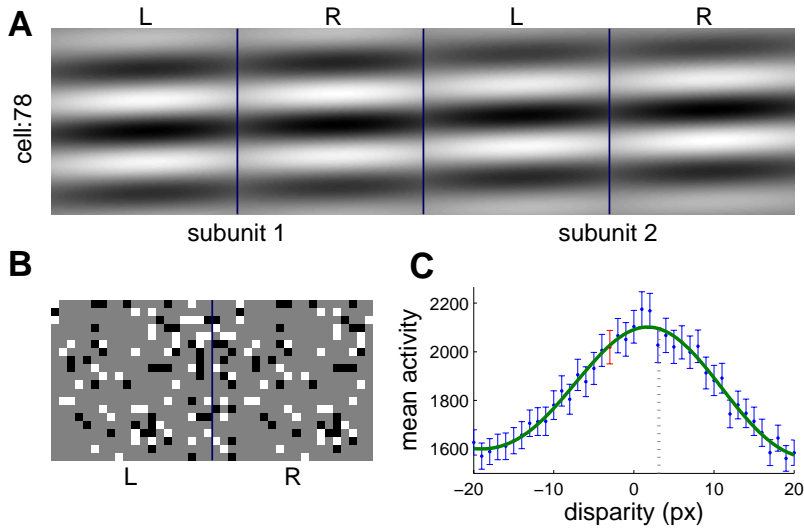 A
L R L R
cell:78
subunit 1 subunit 2
B
L R
C
mean activity
2200
2000
1800
1600
−20 −10 0 10 20
disparity (px)